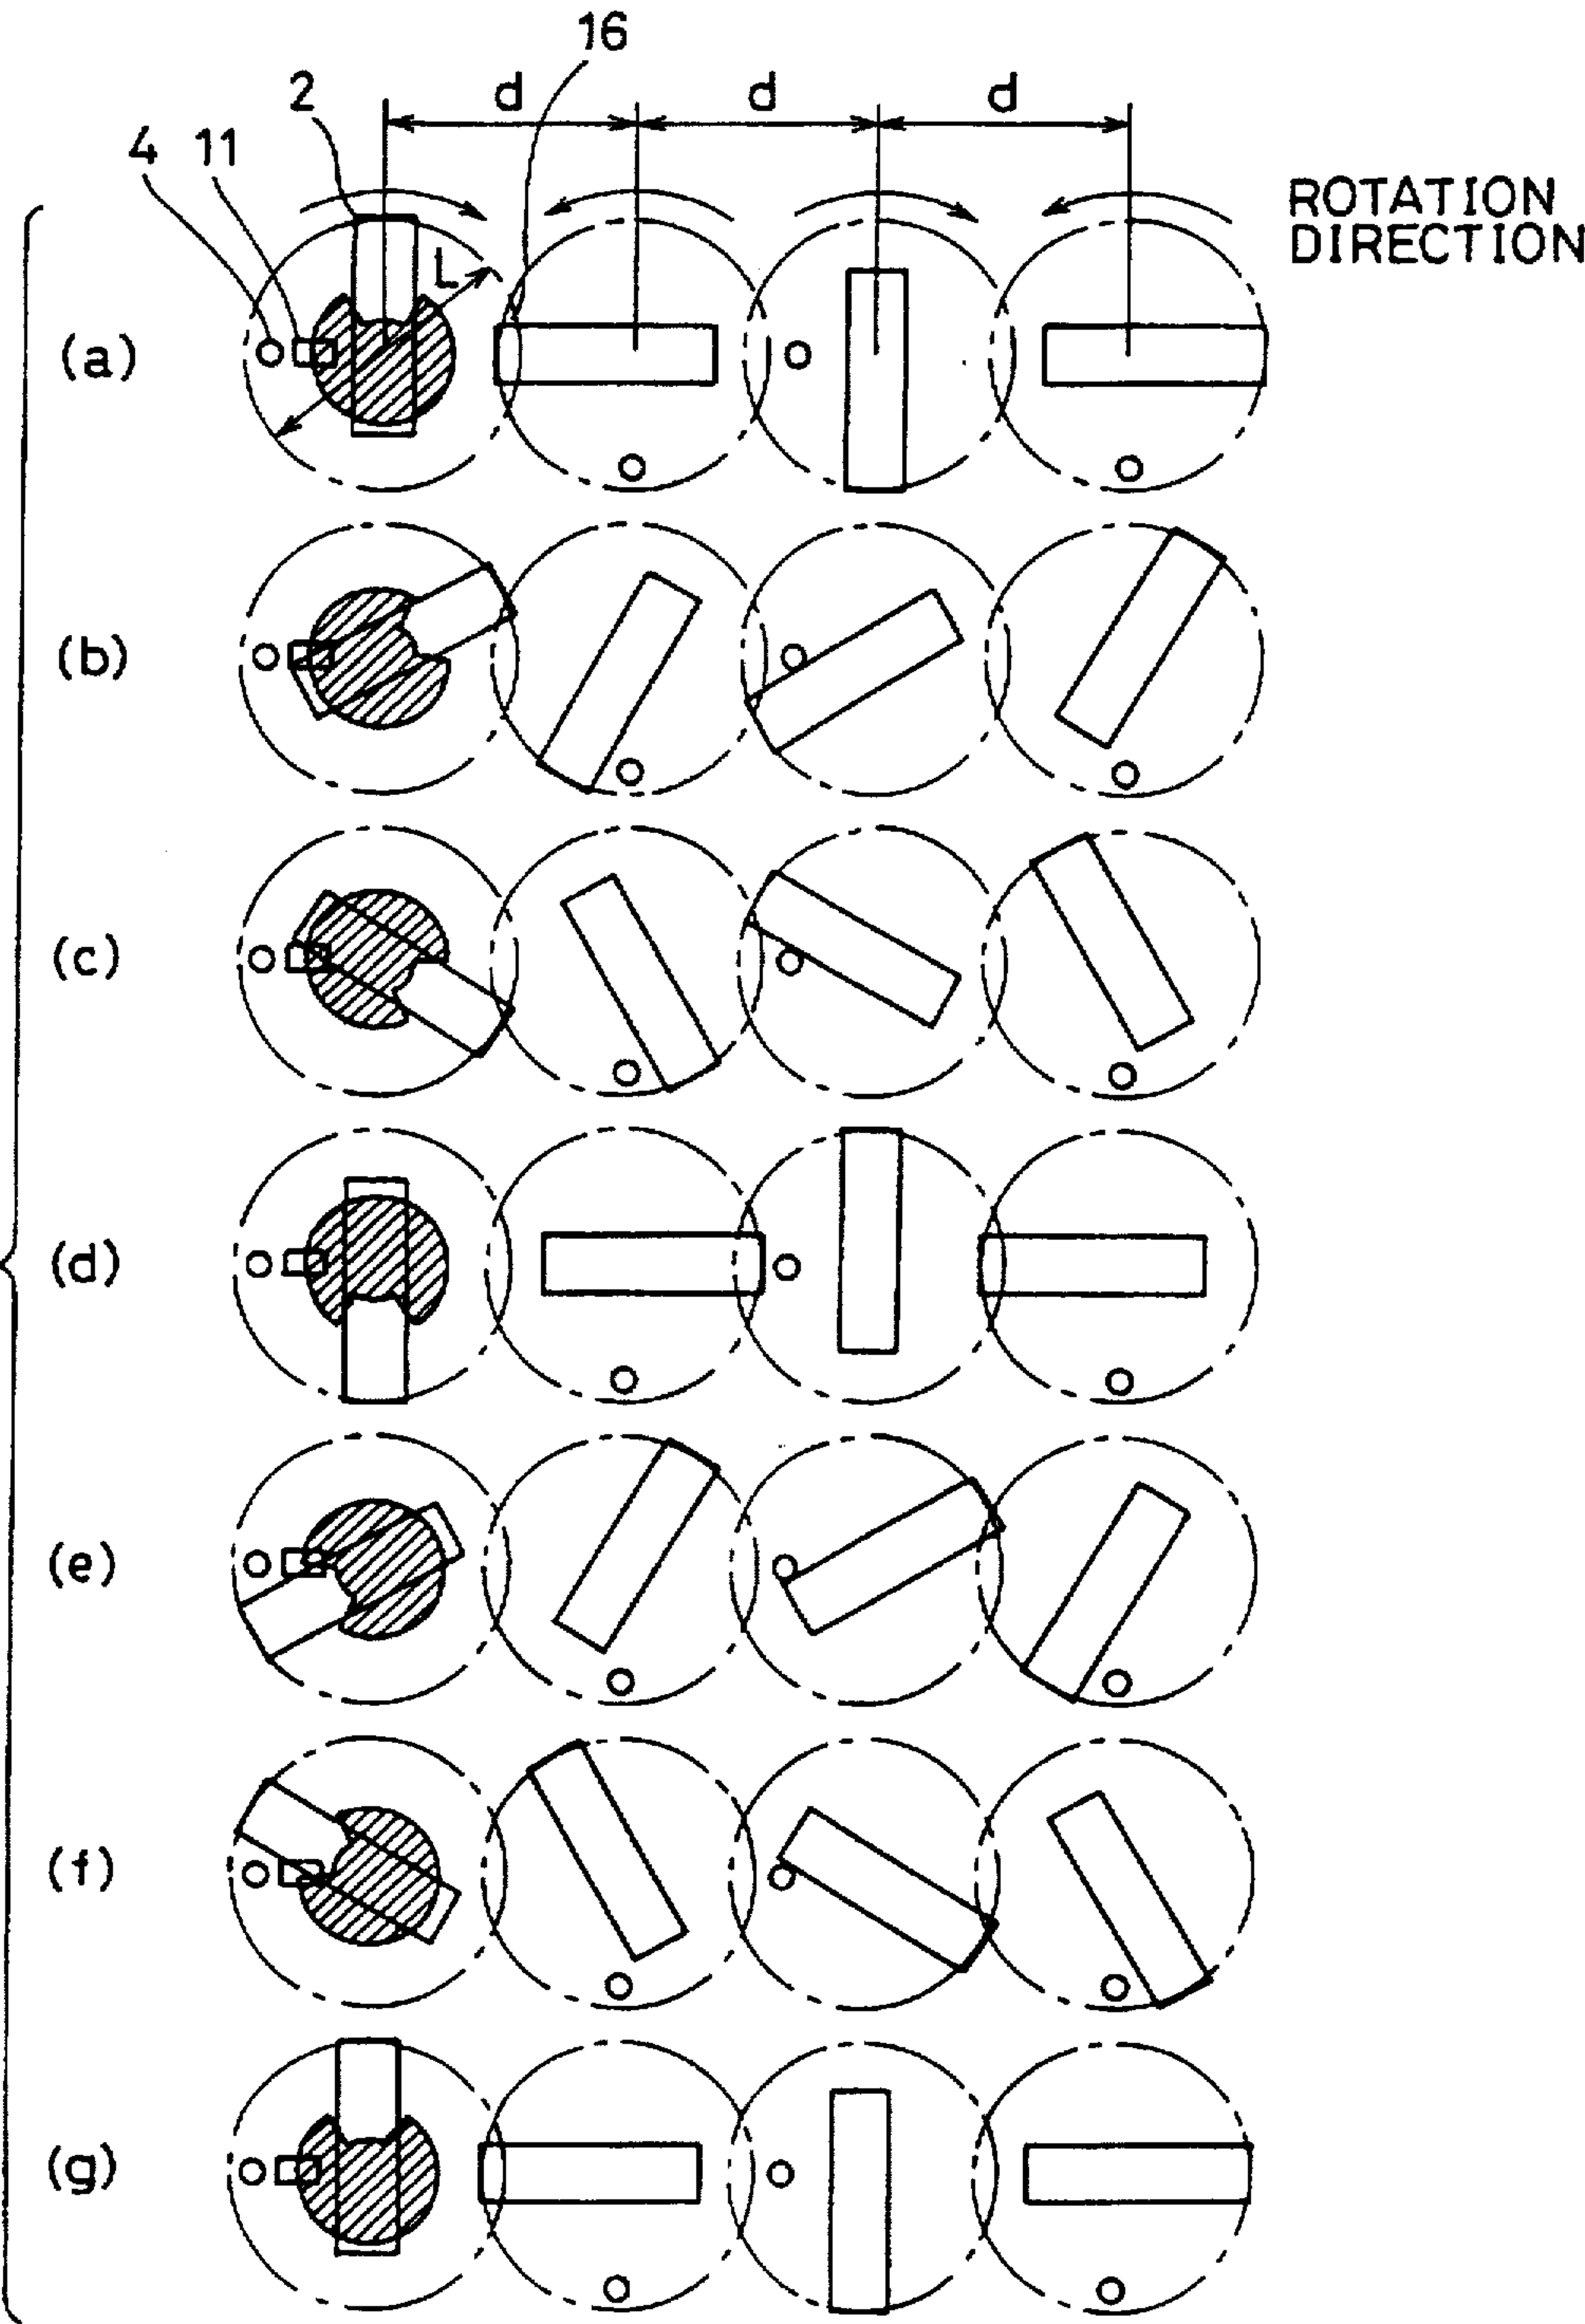 16
2 d d d
4 11
ROTATION
DIRECTION
L
(a)
(b)
(c)
(d)
(e)
(f)
(g)